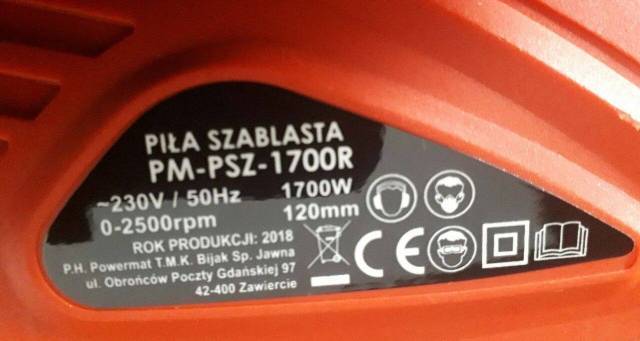 PIŁA SZABLASTA
PM-PSZ-1700R
~230V / 50Hz 1700W
0-2500rpm 120mm
ROK PRODUKCJI: 2018
P.H. Powermat T.M.K. Bijak Sp. Jawna
ul. Obrońców Poczty Gdańskiej 97
42-400 Zawiercie
CE